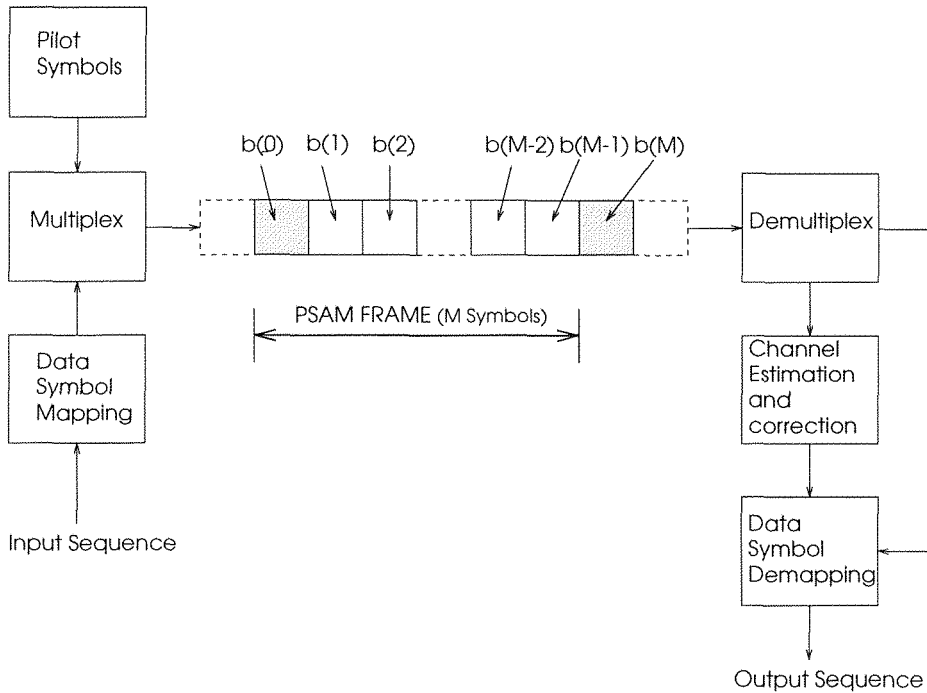 Pilot
Symbols
b(0) b(1) b(2) b(M-2) b(M-1) b(M)
Multiplex
Demultiplex
PSAM FRAME (M Symbols)
Data
Symbol
Mapping
Channel
Estimation
and
correction
Input Sequence
Data
Symbol
Demapping
Output Sequence